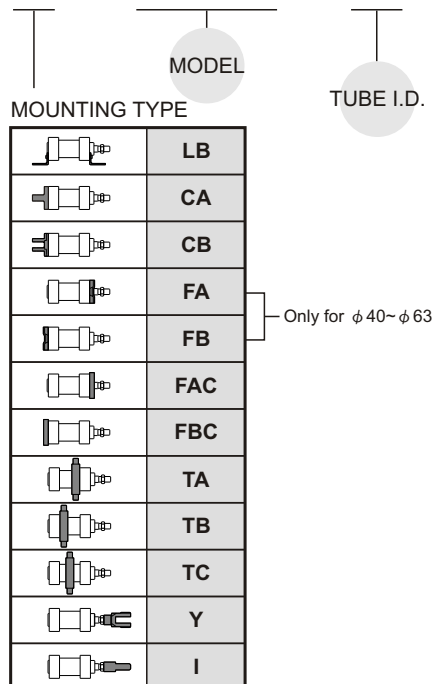 MODEL
TUBE I.D.
MOUNTING TYPE
LB
CA
CB
FA
Only for φ40~φ63
FB
FAC
FBC
TA
TB
TC
Y
I